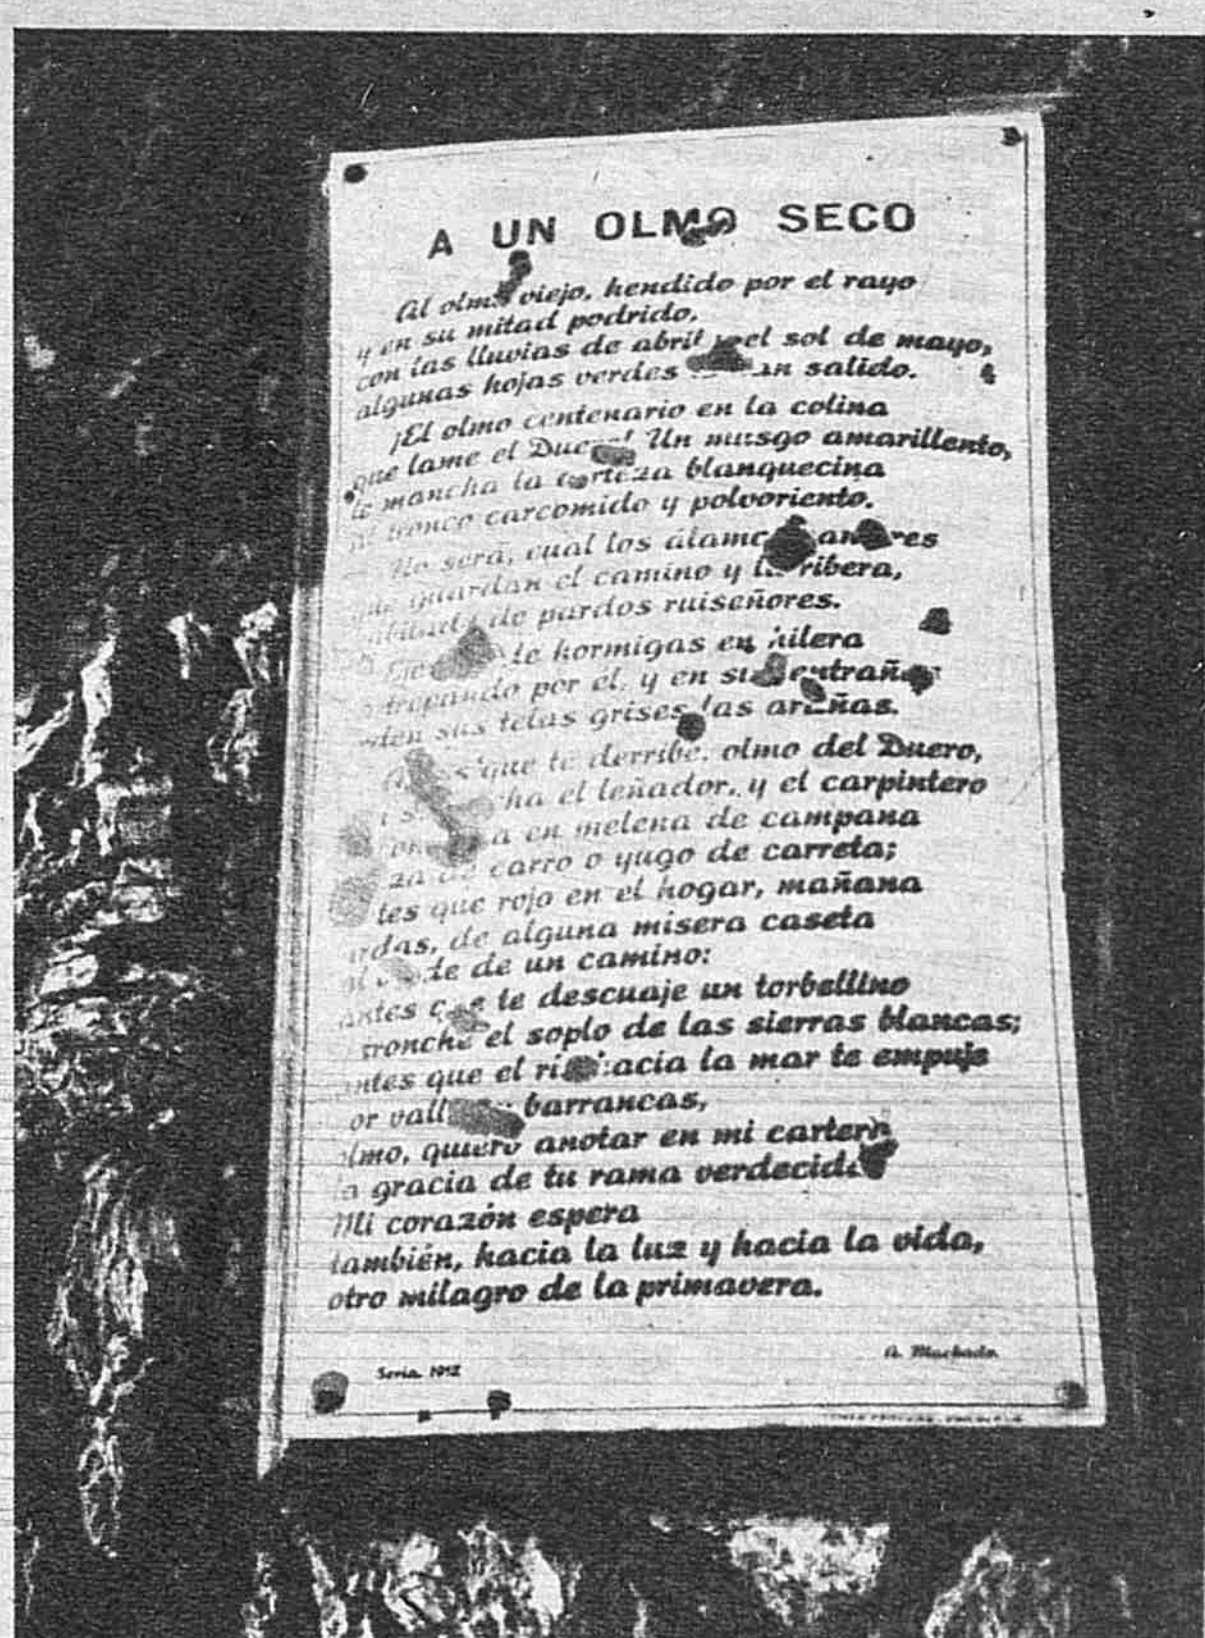 A UN OLMO SECO
Al olmo viejo, hendido por el rayo
y en su mitad podrido,
con las lluvias de abril y el sol de mayo,
algunas hojas verdes salido.
¡El olmo centenario en la colina
que lame el Duero! Un musgo amarillento,
le mancha la corteza blanquecina
al tronco carcomido y polvoriento.
No será, cual los álamos
que guardan el camino y la ribera,
de pardos ruiseñores.
de hormigas en hilera
trepando por él, y en sus entrañas
sus telas grises las arañas.
que te derribe, olmo del Duero,
el leñador, y el carpintero
en melena de campana
de carro o yugo de carreta;
que rojo en el hogar, mañana
de alguna misera caseta
de un camino:
antes que te descuaje un torbellino
tronche el soplo de las sierras blancas;
antes que el río hacia la mar te empuje
barrancas,
olmo, quiero anotar en mi cartera
la gracia de tu rama verdecida
Mi corazón espera
también, hacia la luz y hacia la vida,
otro milagro de la primavera.
A. Machado.
Soria 1912